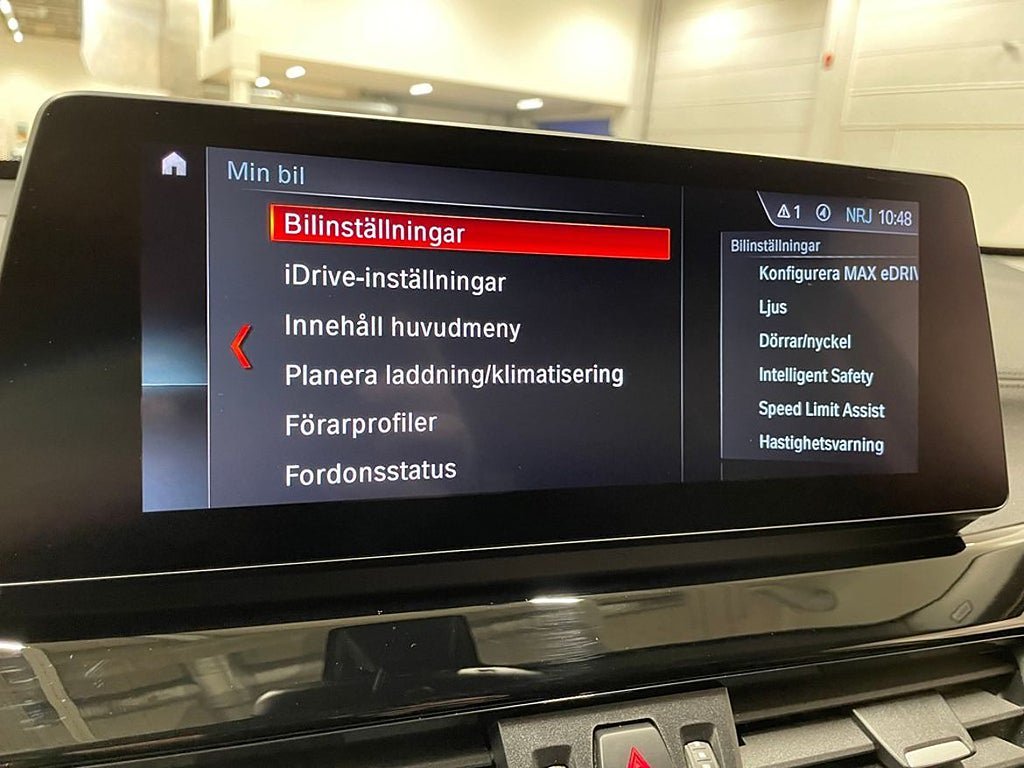 Min bil
Bilinställningar
iDrive-inställningar
Innehåll huvudmeny
Planera laddning/klimatisering
Förarprofiler
Fordonsstatus
1 NRJ 10:48
Bilinställningar
Konfigurera MAX eDRIV
Ljus
Dörrar/nyckel
Intelligent Safety
Speed Limit Assist
Hastighetsvarning